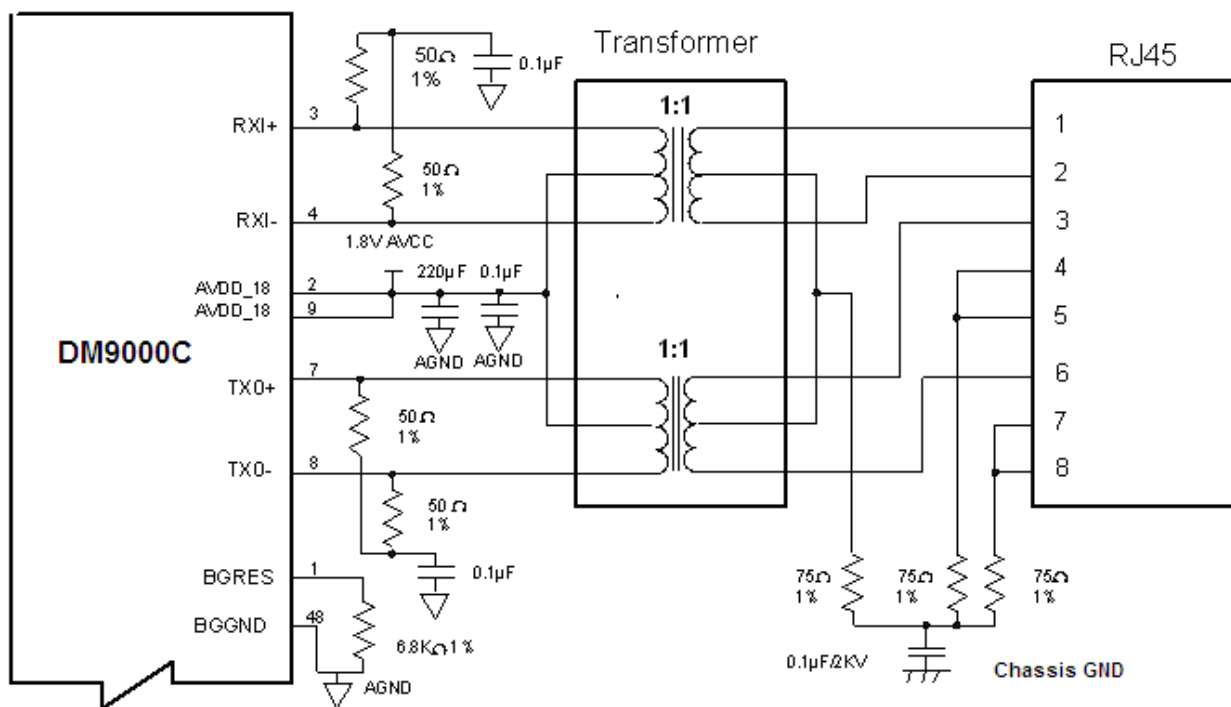 Transformer
RJ45
50Ω
1%
0.1µF
1:1
RXI+
3
1
50Ω
1%
2
RXI-
4
3
1.8V AVCC
220µF
0.1µF
4
AVDD_18
2
AVDD_18
9
5
AGND
AGND
DM9000C
1:1
TX0+
7
6
50Ω
1%
7
TX0-
8
8
50Ω
1%
BGRES
1
0.1µF
75Ω
1%
75Ω
1%
75Ω
1%
BGGND
48
6.8KΩ1%
0.1µF/2KV
Chassis GND
AGND